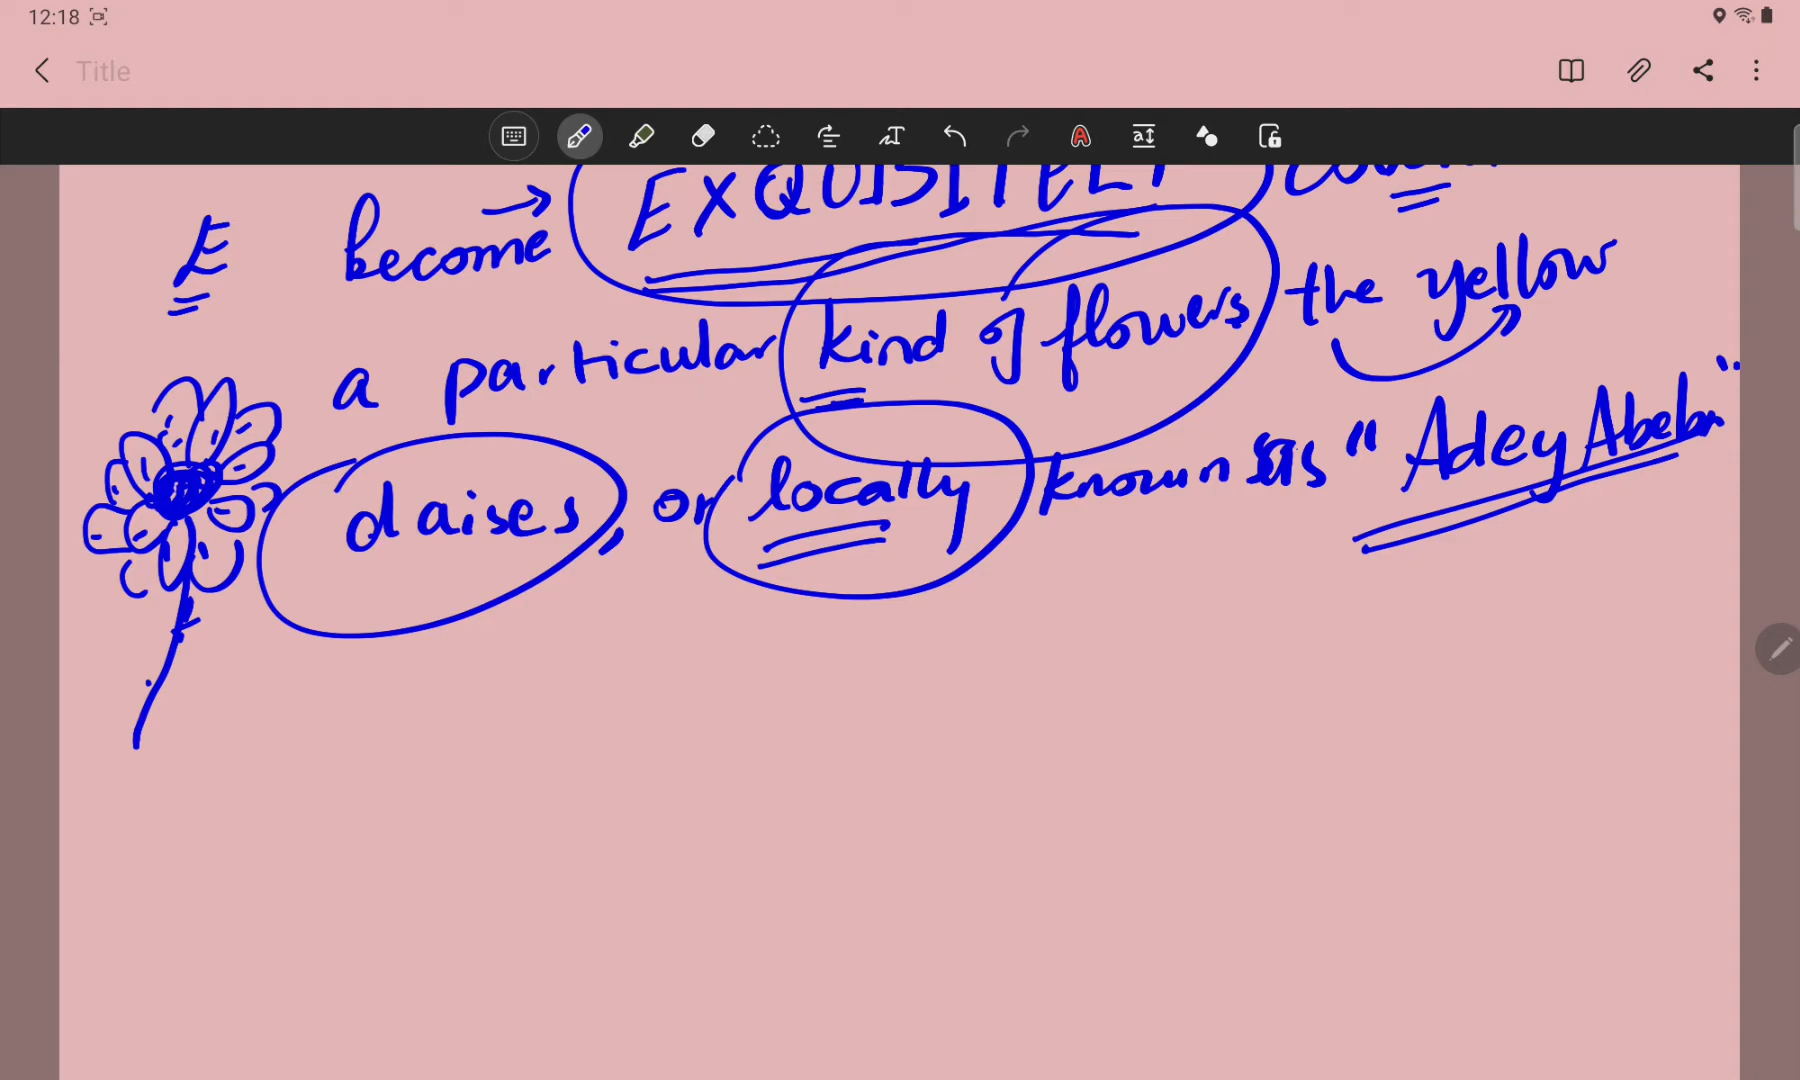 12:18
Title
E become EXQUISITELY
a particular kind of flowers the yellow
daises, or locally known as "Adey Abeba"